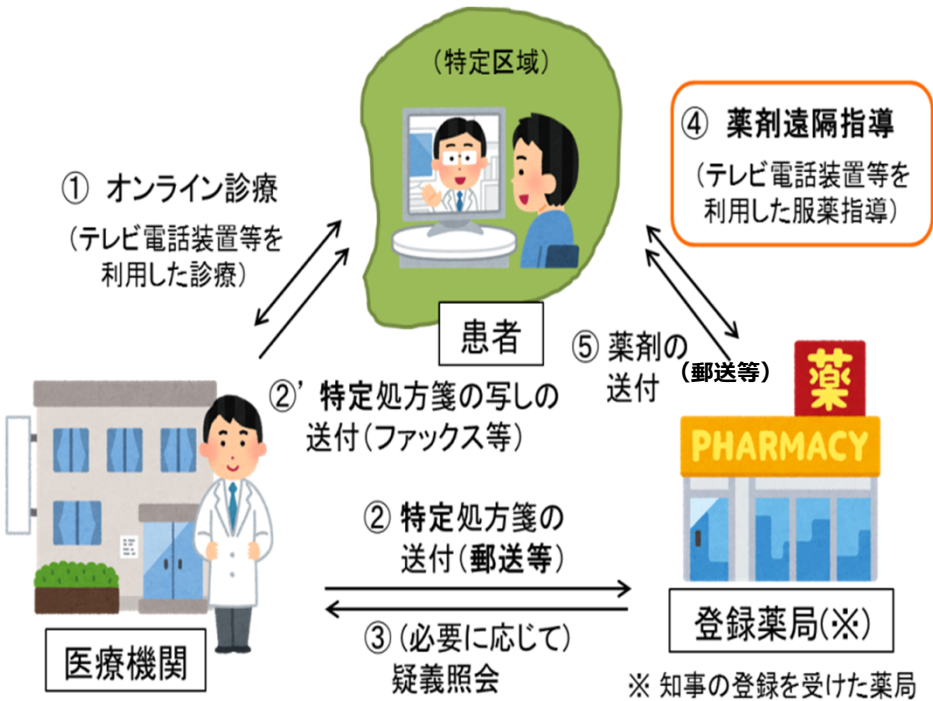 (特定区域)
① オンライン診療
(テレビ電話装置等を
利用した診療)
④ 薬剤遠隔指導
(テレビ電話装置等を
利用した服薬指導)
患者
⑤ 薬剤の
送付
(郵送等)
②’ 特定処方箋の写しの
送付(ファックス等)
薬
PHARMACY
② 特定処方箋の
送付(郵送等)
③ (必要に応じて)
疑義照会
医療機関
登録薬局(※)
※ 知事の登録を受けた薬局